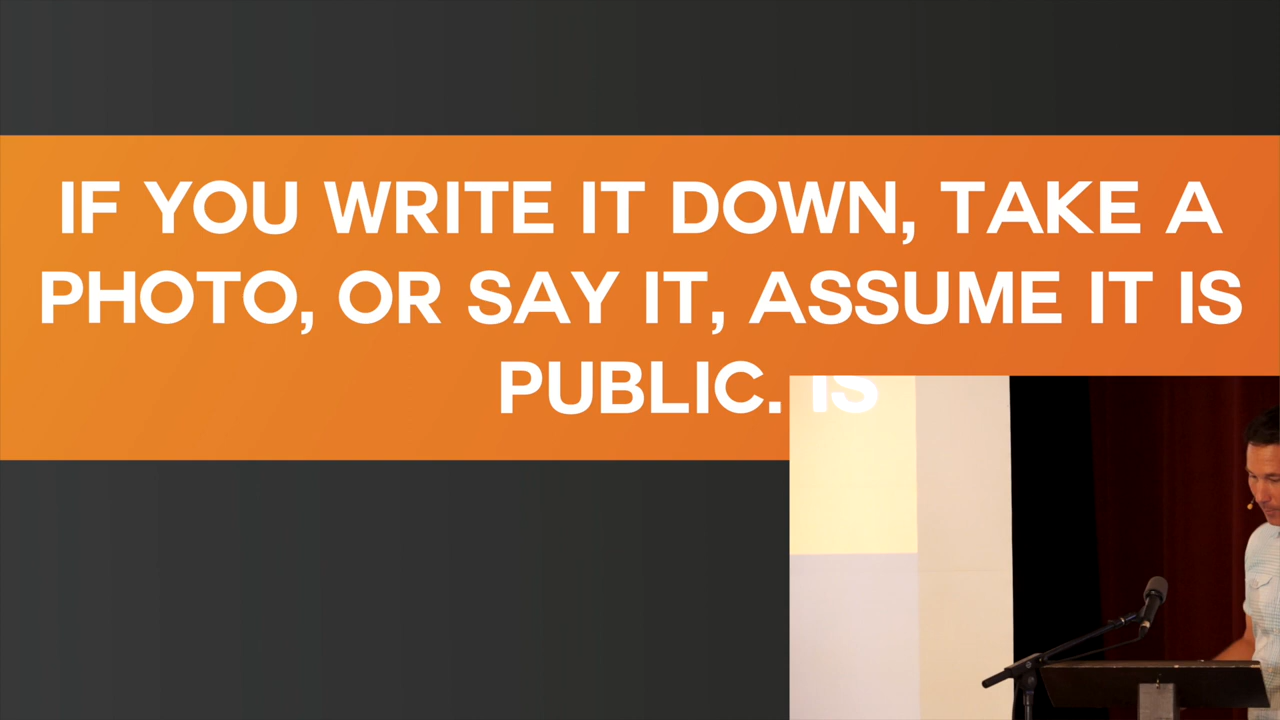 IF YOU WRITE IT DOWN, TAKE A
PHOTO, OR SAY IT, ASSUME IT IS
PUBLIC. IS